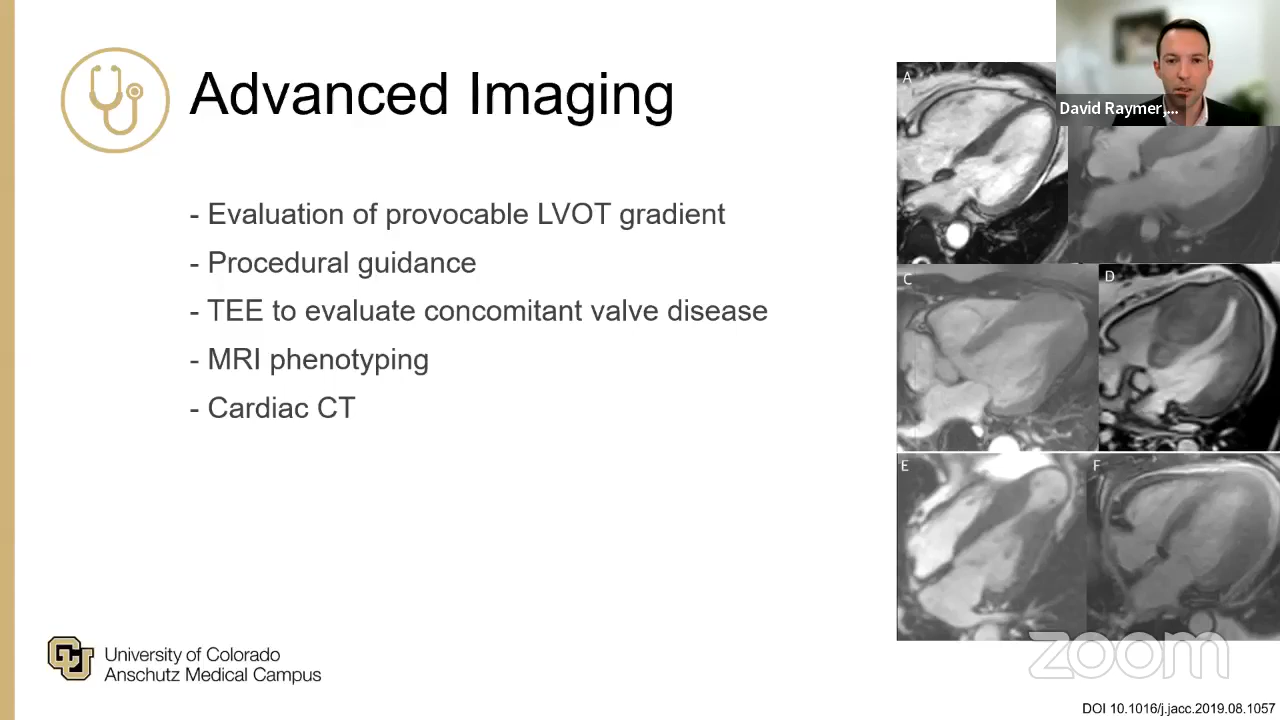 Advanced Imaging
- Evaluation of provocable LVOT gradient
- Procedural guidance
- TEE to evaluate concomitant valve disease
- MRI phenotyping
- Cardiac CT
A
David Raymer,...
C
D
E
F
CU
University of Colorado
Anschutz Medical Campus
zoom
DOI 10.1016/j.jacc.2019.08.1057